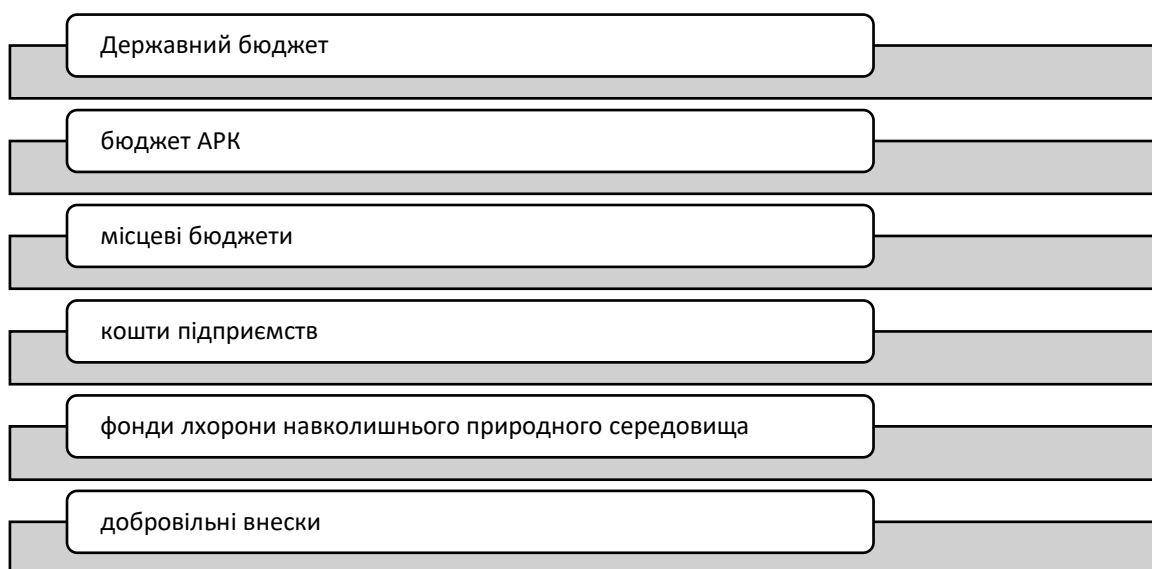 Державний бюджет
бюджет АРК
місцеві бюджети
кошти підприємств
фонди лхорони навколишнього природного середовища
добровільні внески